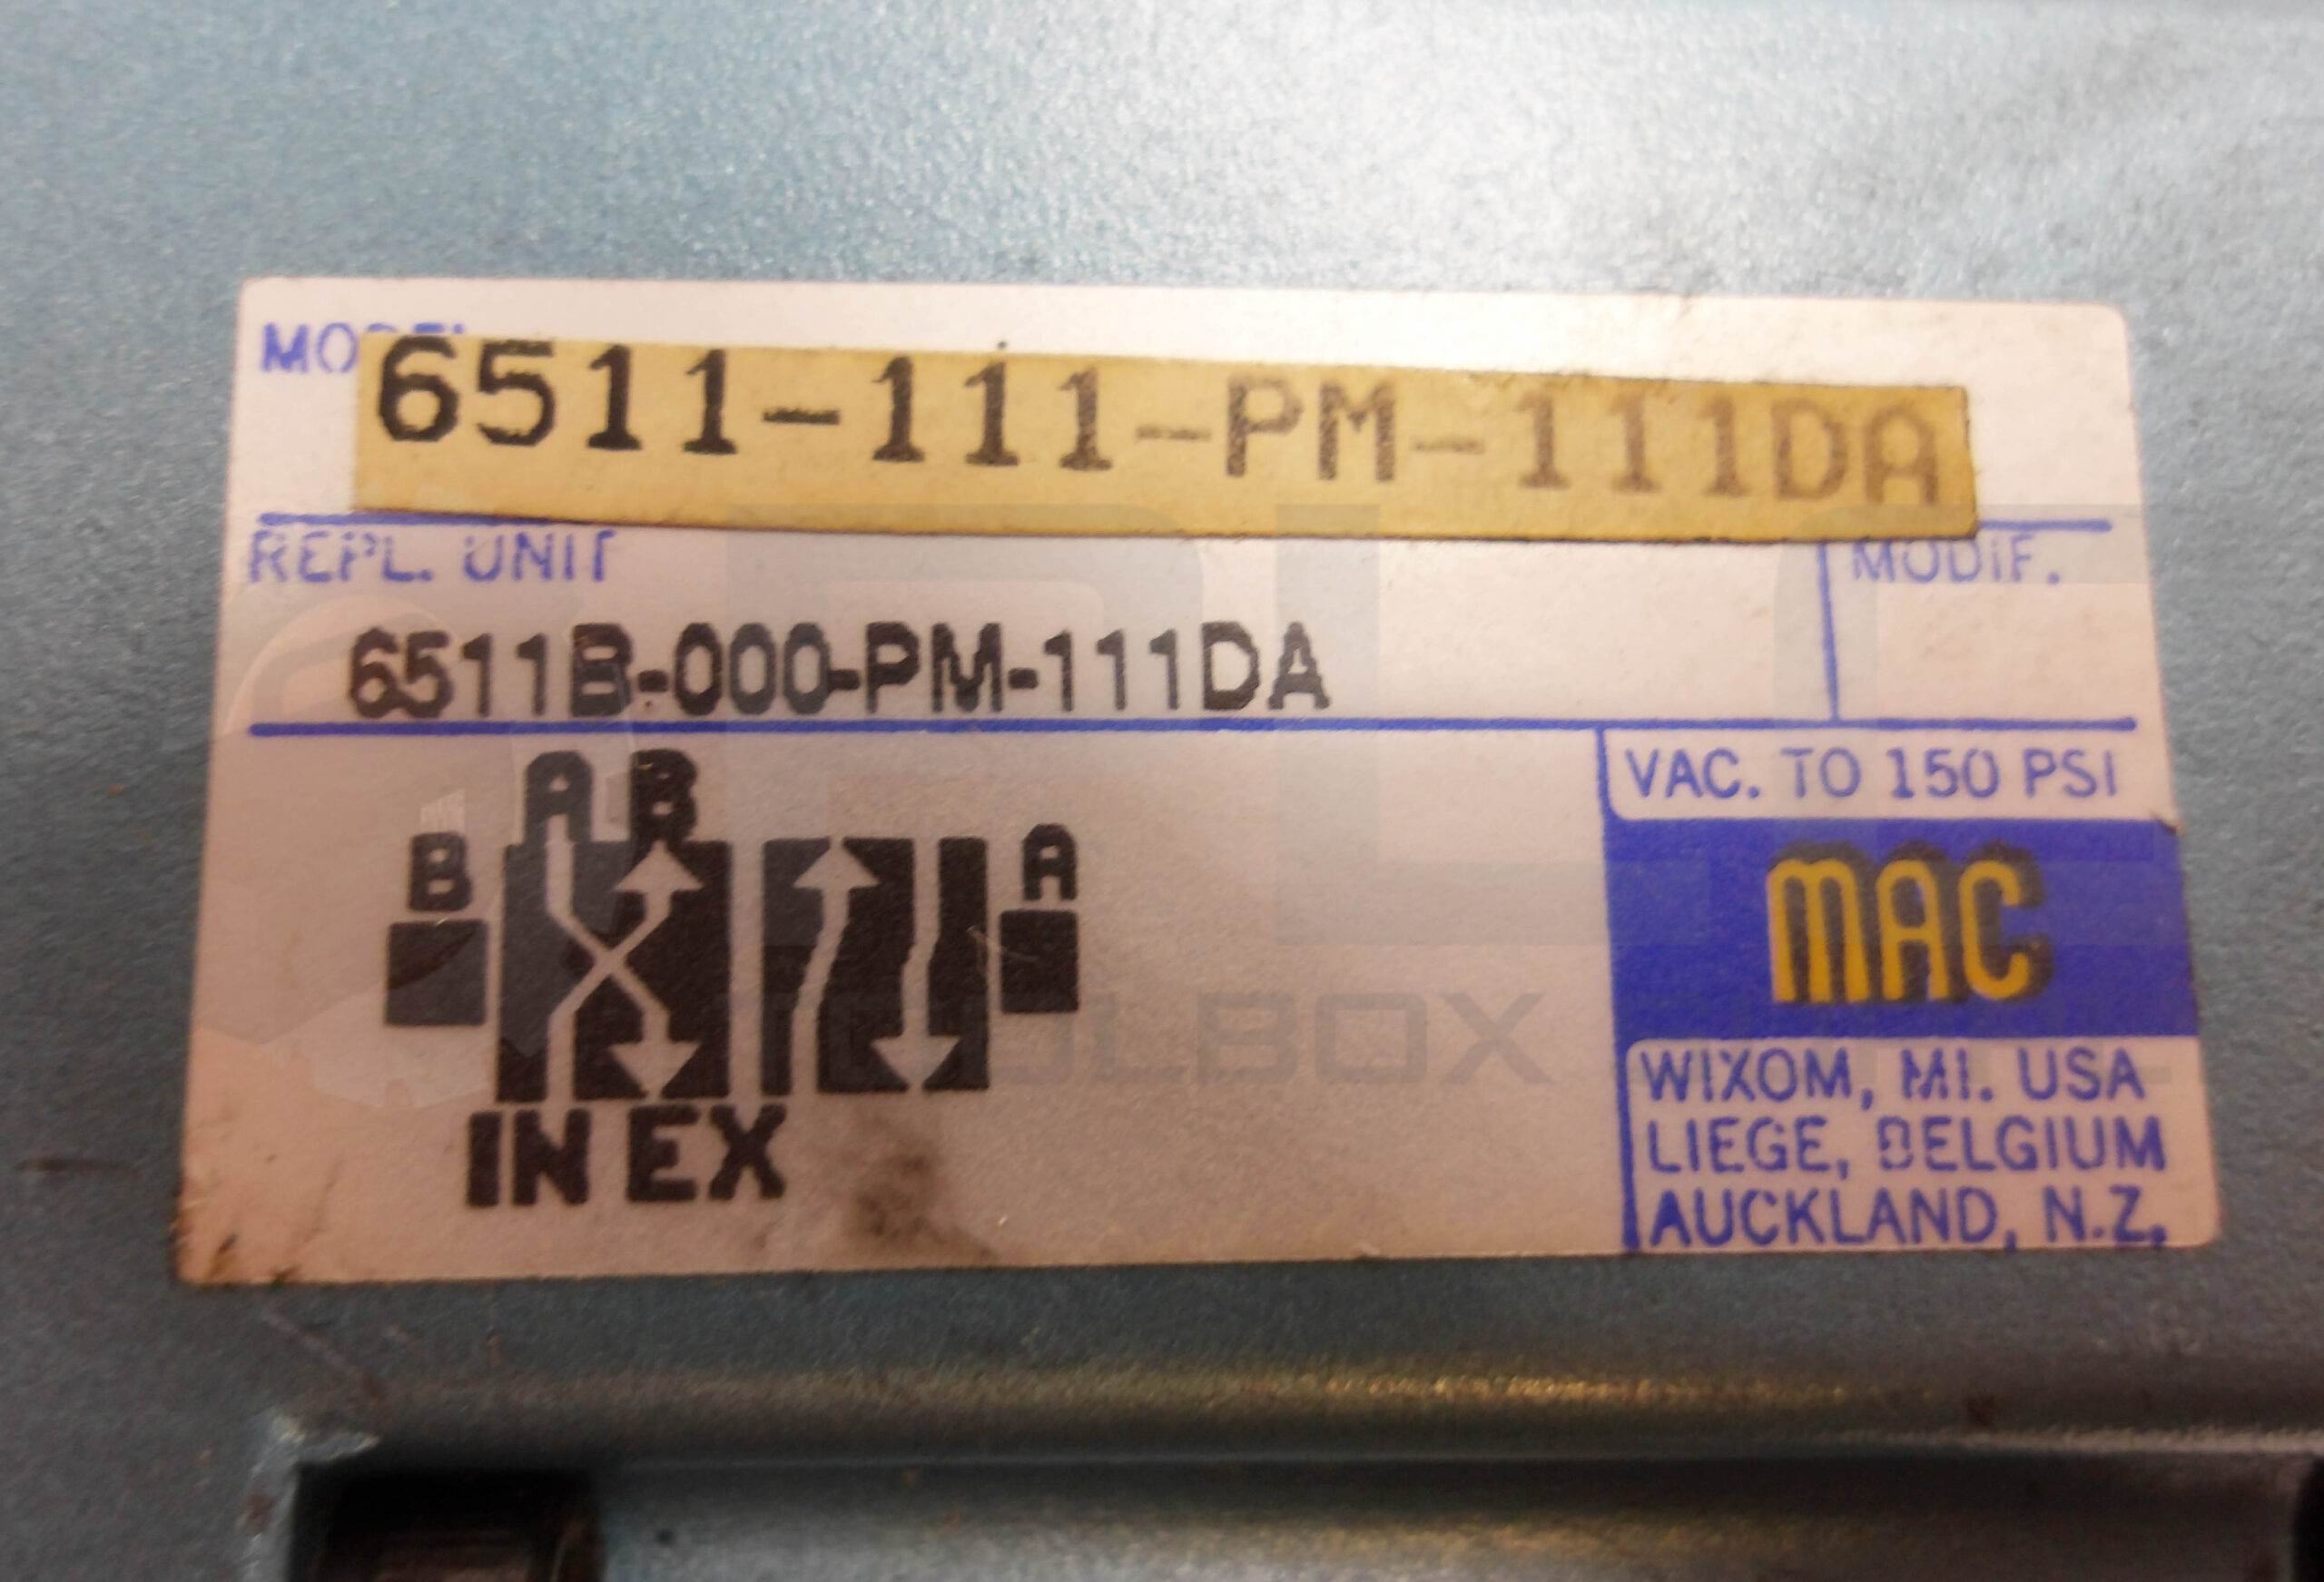 MODEL
6511-111-PM-111DA
REPL. UNIT
MODIF.
6511B-000-PM-111DA
A B
B
A
IN EX
VAC. TO 150 PSI
MAC
WIXOM, MI. USA
LIEGE, BELGIUM
AUCKLAND, N.Z.
TOOLBOX